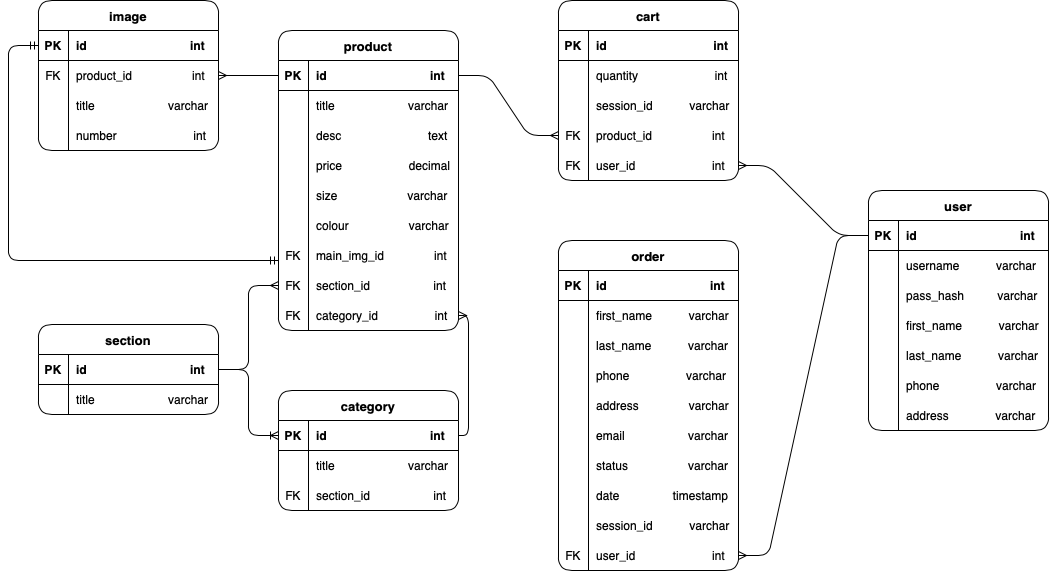 image
PK id int
FK product_id int
title varchar
number int
product
PK id int
title varchar
desc text
price decimal
size varchar
colour varchar
FK main_img_id int
FK section_id int
FK category_id int
section
PK id int
title varchar
category
PK id int
title varchar
FK section_id int
cart
PK id int
quantity int
session_id varchar
FK product_id int
FK user_id int
order
PK id int
first_name varchar
last_name varchar
phone varchar
address varchar
email varchar
status varchar
date timestamp
session_id varchar
FK user_id int
user
PK id int
username varchar
pass_hash varchar
first_name varchar
last_name varchar
phone varchar
address varchar